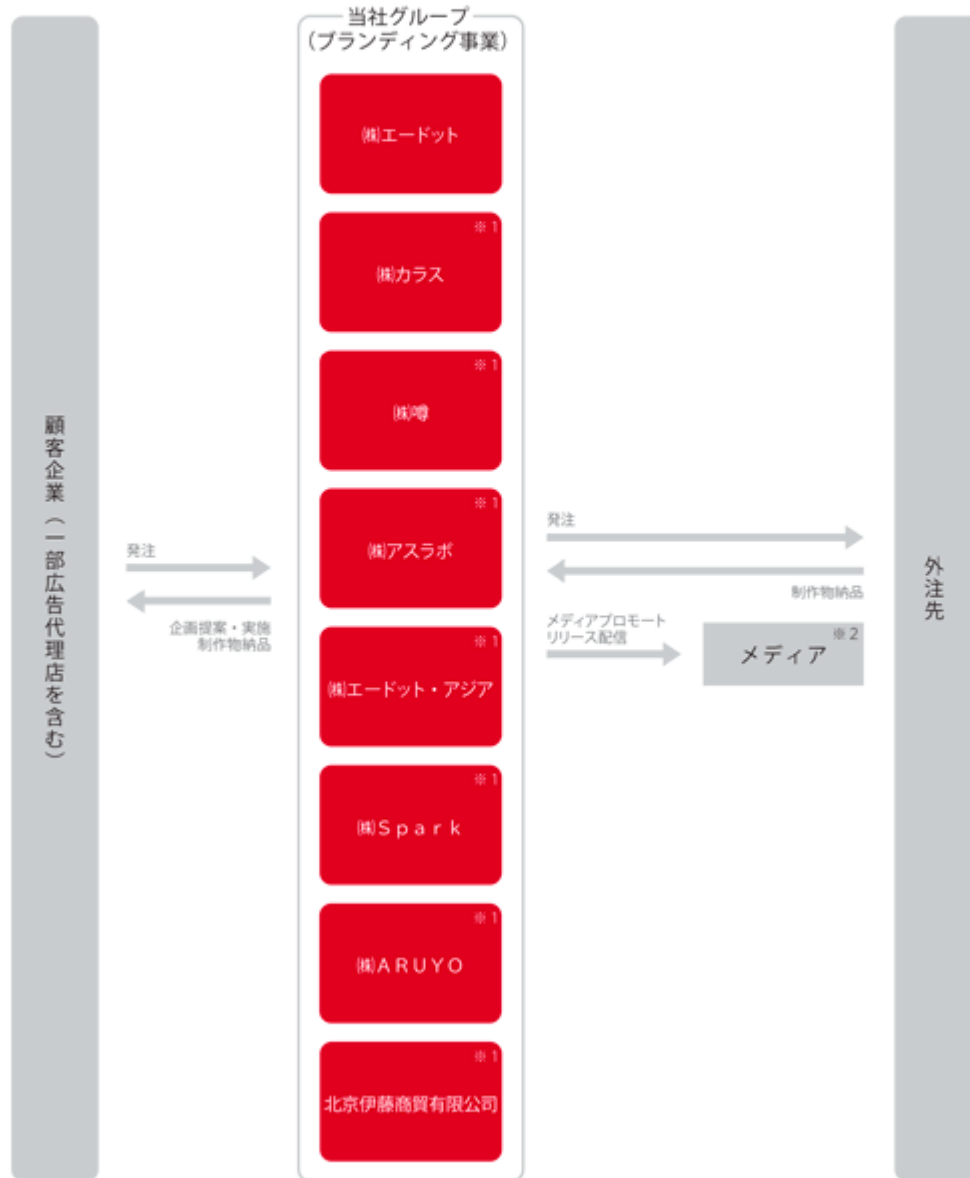 当社グループ
（ブランディング事業）
㈱エードット
※1
㈱カラス
※1
㈱噂
※1
㈱アスラボ
※1
㈱エードット・アジア
※1
㈱Ｓｐａｒｋ
※1
㈱ＡＲＵＹＯ
※1
北京伊藤商貿有限公司
顧客企業（一部広告代理店を含む）
発注
企画提案・実施
制作物納品
発注
制作物納品
メディアプロモート
リリース配信
※2
メディア
外注先